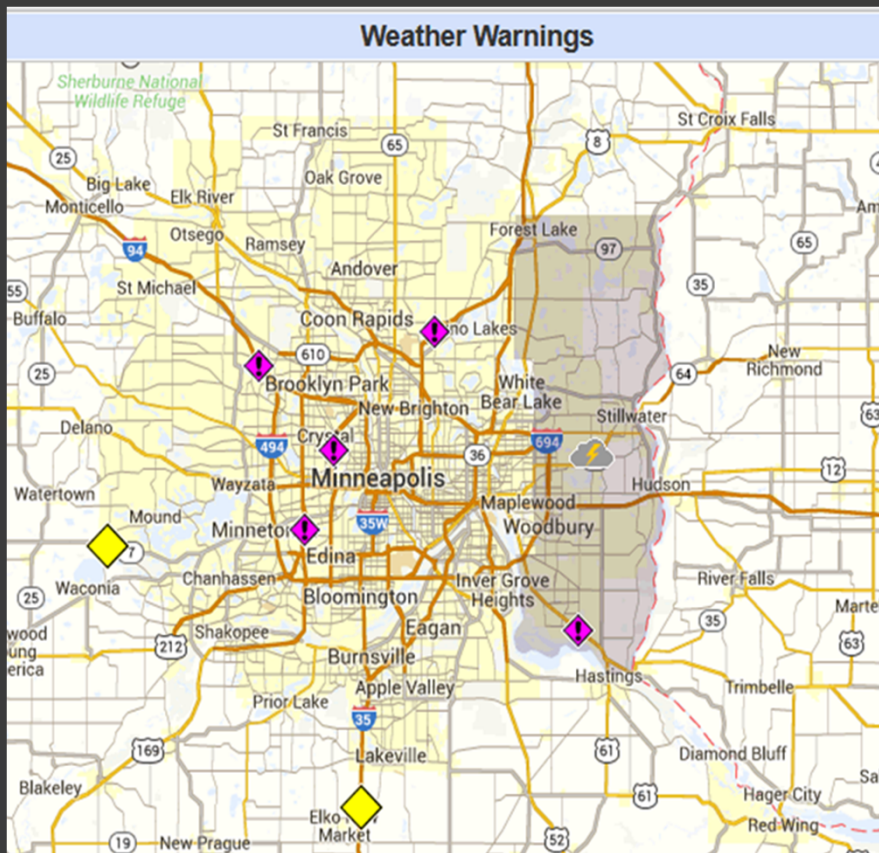 Weather Warnings
Sherburne National
Wildlife Refuge
St Francis
65
8
St Croix Falls
25
Big Lake
Oak Grove
Elk River
Monticello
Otsego
Ramsey
Forest Lake
97
65
94
Andover
35
St Michael
55
Buffalo
Coon Rapids
no Lakes
610
New
Richmond
25
Brooklyn Park
White
Bear Lake
64
New Brighton
Stillwater
63
Delano
494
Crystal
36
694
12
Minneapolis
Watertown
Wayzata
Hudson
Mound
Maplewood
Minneto
35W
Woodbury
7
Edina
Waconia
Chanhassen
Inver Grove
Heights
River Falls
25
Bloomington
35
Shakopee
Eagan
63
212
Burnsville
Hastings
Prior Lake
Apple Valley
Trimbelle
35
169
Lakeville
61
Diamond Bluff
Blakeley
61
Hager City
Elko
Market
Red Wing
19
New Prague
52